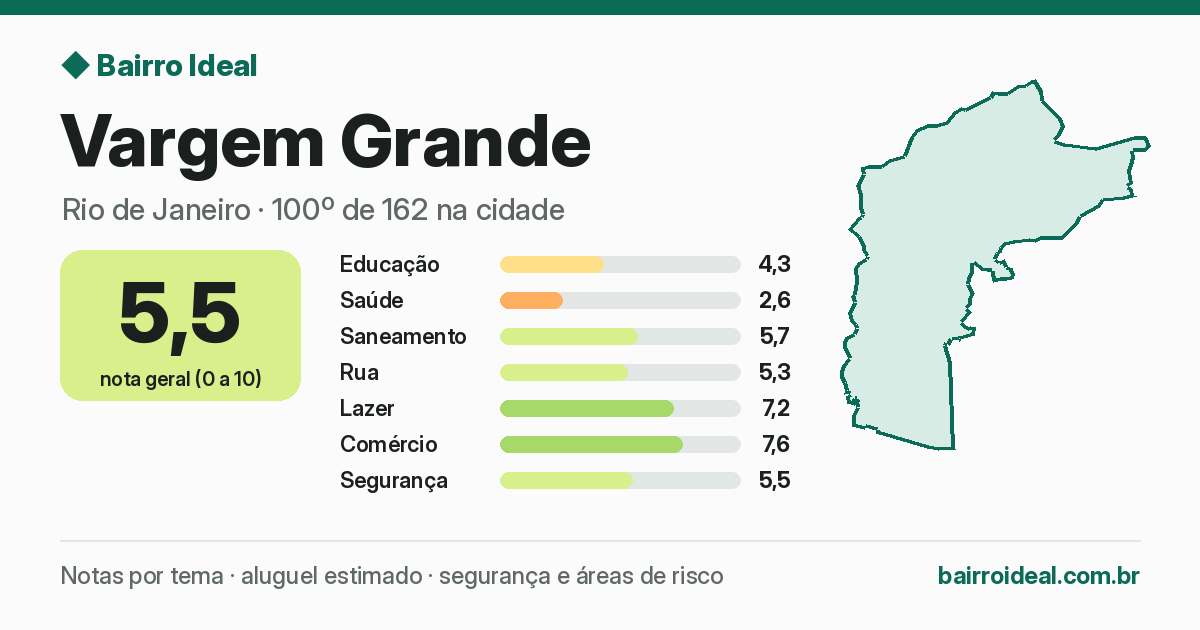 Bairro Ideal
Vargem Grande
Rio de Janeiro · 100º de 162 na cidade
5,5
nota geral (0 a 10)
Educação 4,3
Saúde 2,6
Saneamento 5,7
Rua 5,3
Lazer 7,2
Comércio 7,6
Segurança 5,5
Notas por tema · aluguel estimado · segurança e áreas de risco
bairroideal.com.br